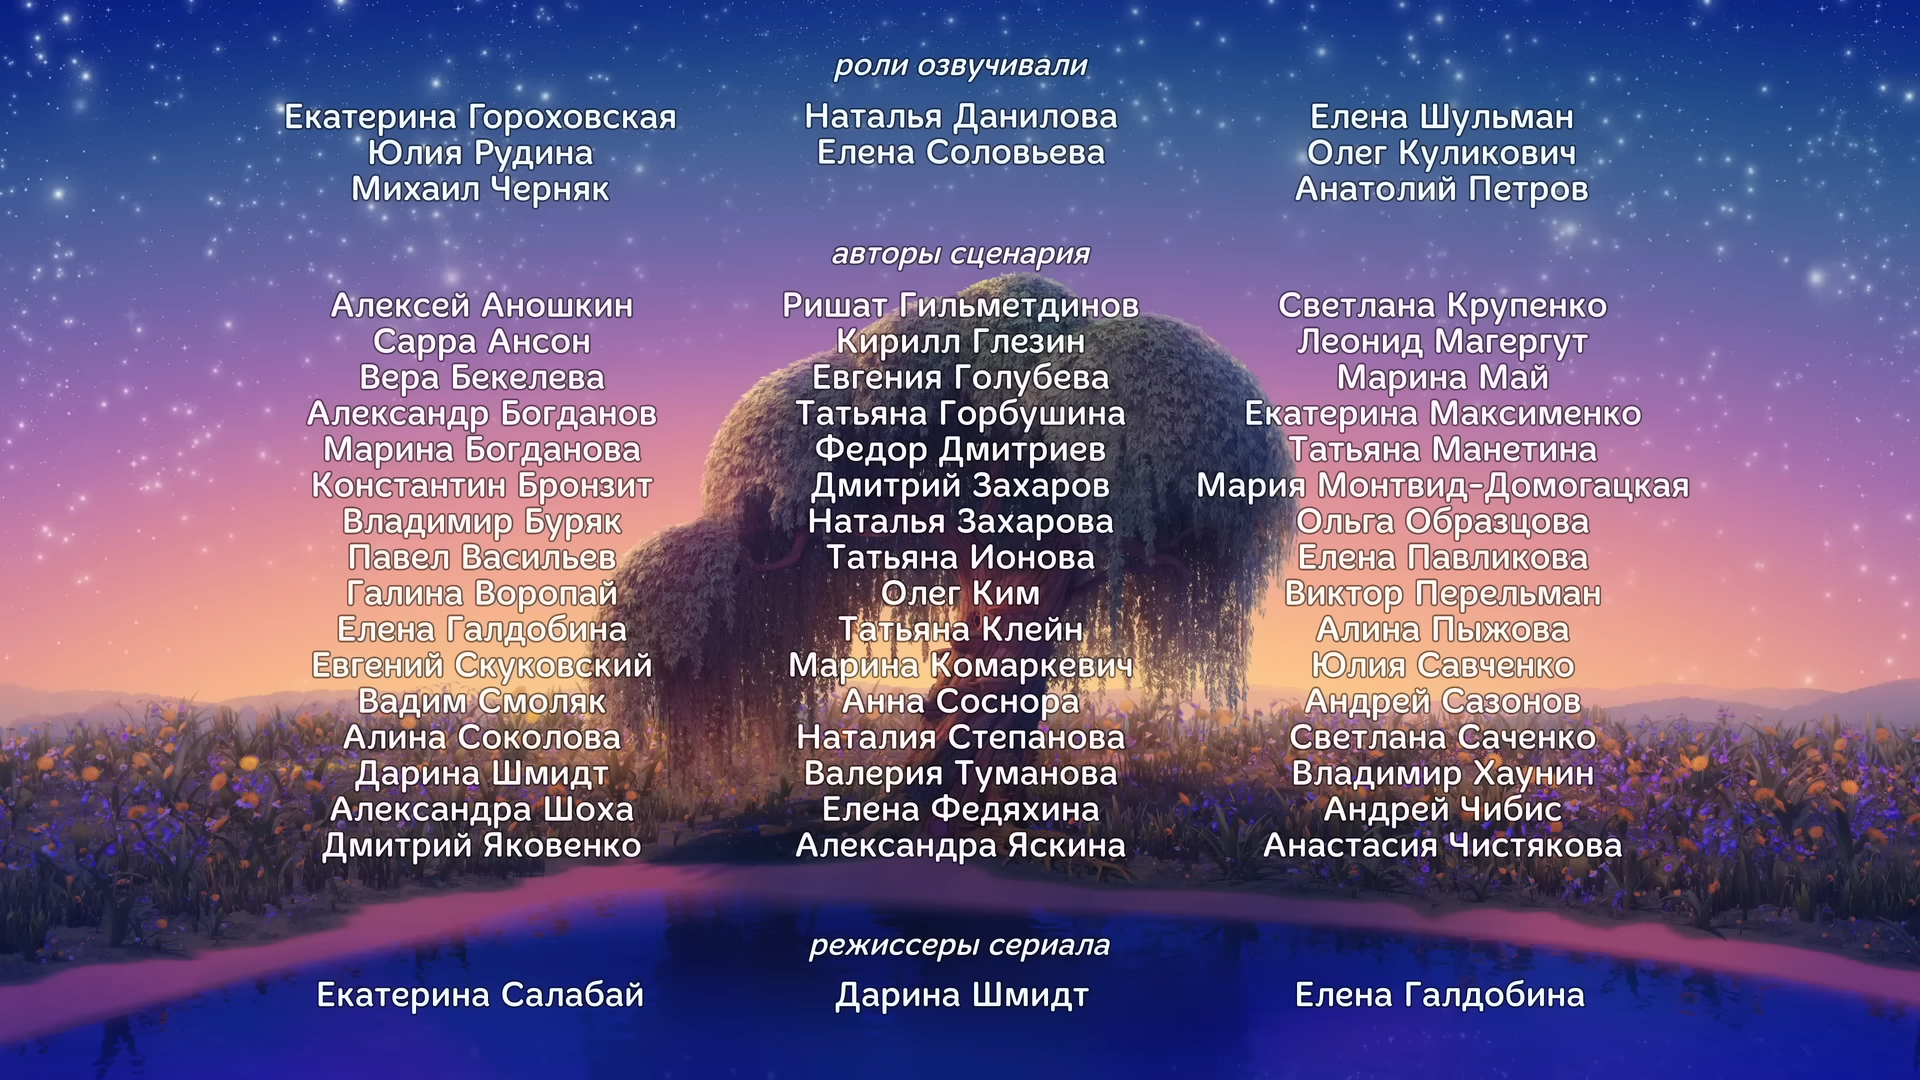 роли озвучивали
Екатерина Гороховская Наталья Данилова Елена Шульман
Юлия Рудина Елена Соловьева Олег Куликович
Михаил Черняк Анатолий Петров
авторы сценария
Алексей Аношкин Ришат Гильметдинов Светлана Крупенко
Сарра Ансон Кирилл Глезин Леонид Магергут
Вера Бекелева Евгения Голубева Марина Май
Александр Богданов Татьяна Горбушина Екатерина Максименко
Марина Богданова Федор Дмитриев Татьяна Манетина
Константин Бронзит Дмитрий Захаров Мария Монтвид-Домогацкая
Владимир Буряк Наталья Захарова Ольга Образцова
Павел Васильев Татьяна Ионова Елена Павликова
Галина Воропай Олег Ким Виктор Перельман
Елена Галдобина Татьяна Клейн Алина Пыжова
Евгений Скуковский Марина Комаркевич Юлия Савченко
Вадим Смоляк Анна Соснора Андрей Сазонов
Алина Соколова Наталия Степанова Светлана Саченко
Дарина Шмидт Валерия Туманова Владимир Хаунин
Александра Шоха Елена Федяхина Андрей Чибис
Дмитрий Яковенко Александра Яскина Анастасия Чистякова
режиссеры сериала
Екатерина Салабай Дарина Шмидт Елена Галдобина